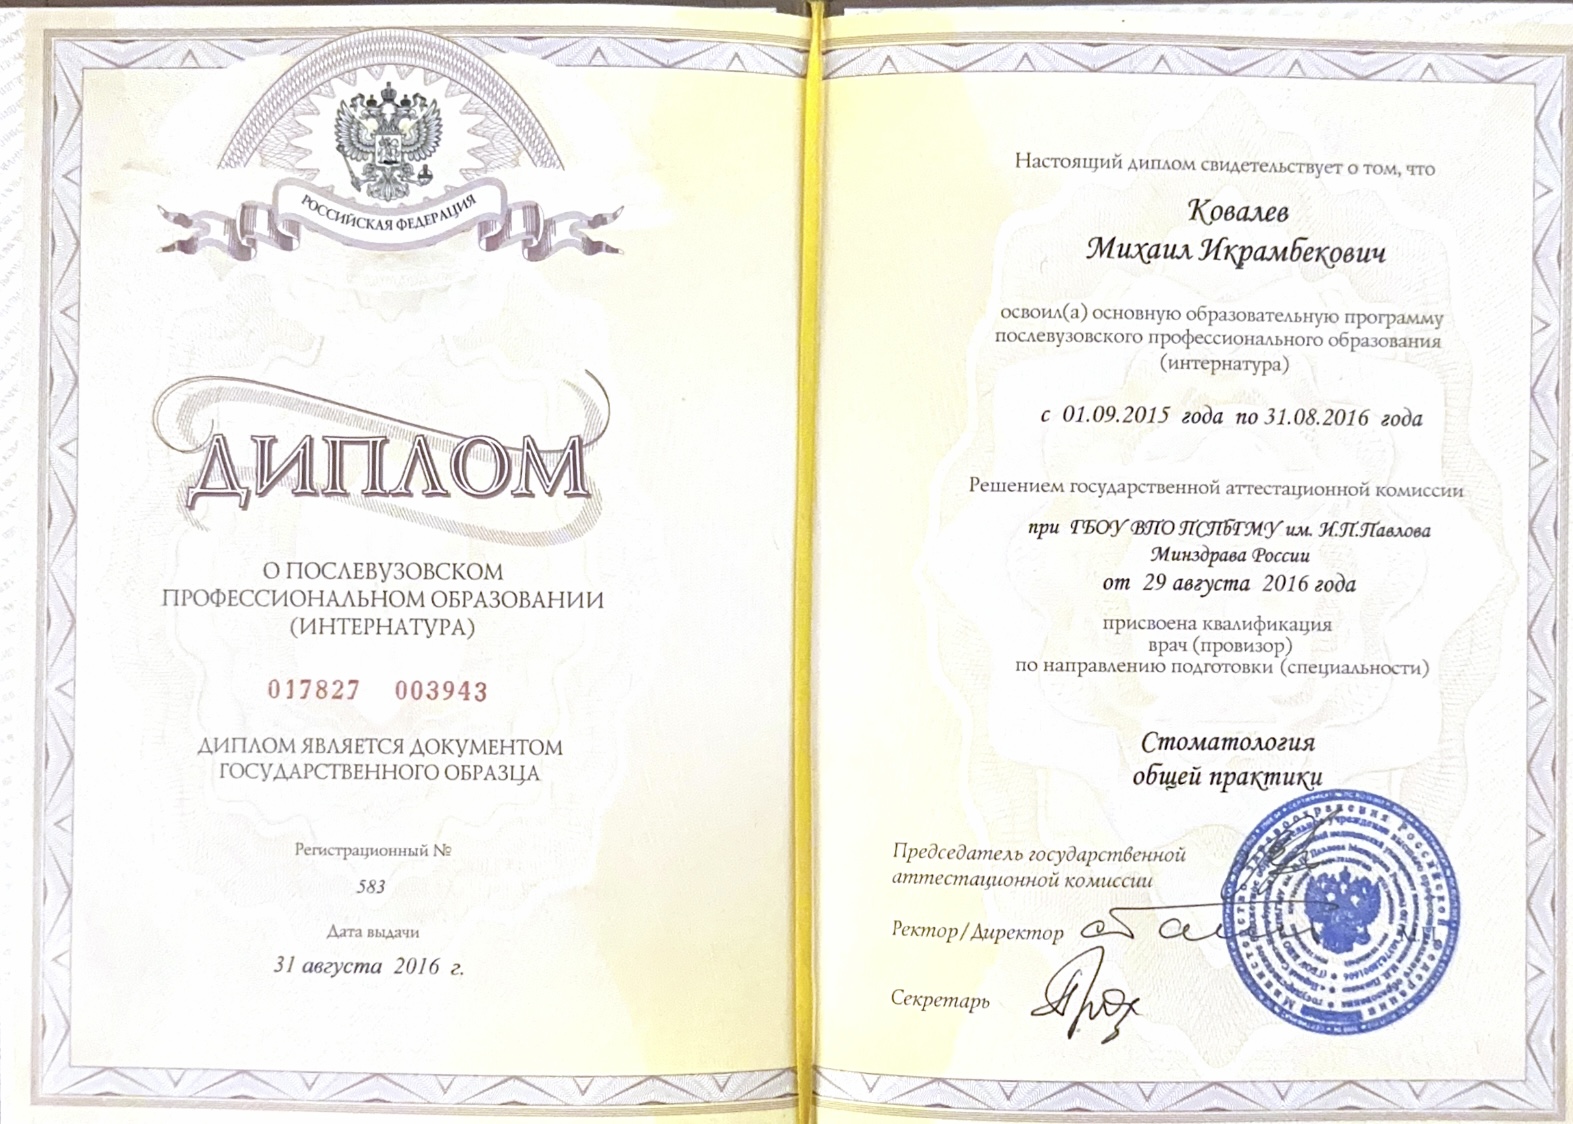 РОССИЙСКАЯ ФЕДЕРАЦИЯ
ДИПЛОМ
О ПОСЛЕВУЗОВСКОМ
ПРОФЕССИОНАЛЬНОМ ОБРАЗОВАНИИ
(ИНТЕРНАТУРА)
017827 003943
ДИПЛОМ ЯВЛЯЕТСЯ ДОКУМЕНТОМ
ГОСУДАРСТВЕННОГО ОБРАЗЦА
Регистрационный №
583
Дата выдачи
31 августа 2016 г.
Настоящий диплом свидетельствует о том, что
Ковалев
Михаил Икрамбекович
освоил(а) основную образовательную программу
послевузовского профессионального образования
(интернатура)
с 01.09.2015 года по 31.08.2016 года
Решением государственной аттестационной комиссии
при ГБОУ ВПО ПСПбГМУ им. И.П.Павлова
Минздрава России
от 29 августа 2016 года
присвоена квалификация
врач (провизор)
по направлению подготовки (специальности)
Стоматология
общей практики
Председатель государственной
аттестационной комиссии
Ректор/Директор
Секретарь
Министерство здравоохранения Российской Федерации